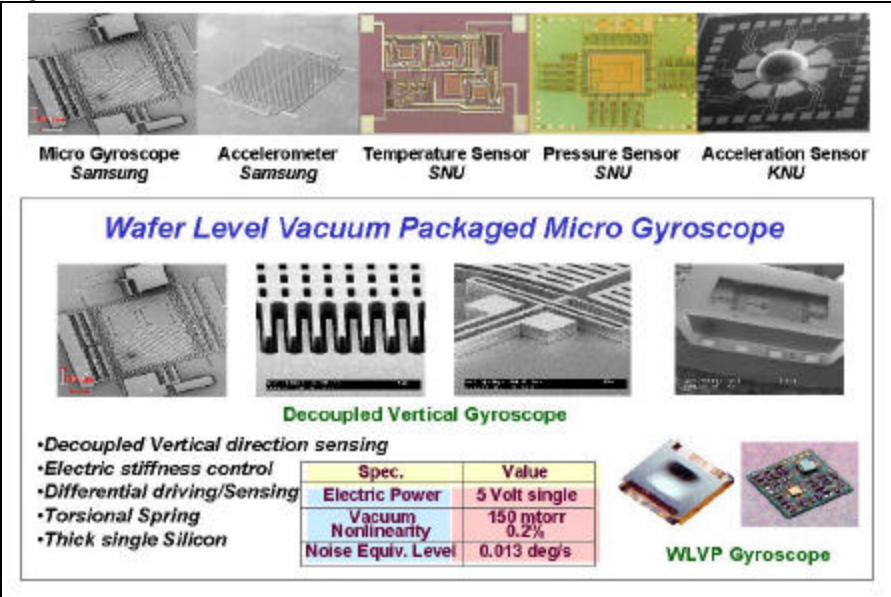 Micro Gyroscope
Samsung
Accelerometer
Samsung
Temperature Sensor
SNU
Pressure Sensor
SNU
Acceleration Sensor
KNU
Wafer Level Vacuum Packaged Micro Gyroscope
Decoupled Vertical Gyroscope
•Decoupled Vertical direction sensing
•Electric stiffness control
•Differential driving/Sensing
•Torsional Spring
•Thick single Silicon
Spec. Value
Electric Power 5 Volt single
Vacuum 150 mtorr
Nonlinearity 0.2%
Noise Equiv. Level 0.013 deg/s
WLVP Gyroscope